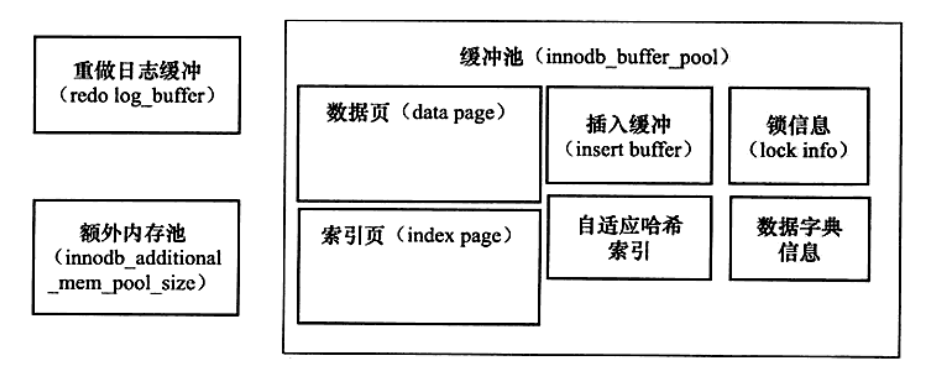 重做日志缓冲
（redo log_buffer）
额外内存池
（innodb_additional
_mem_pool_size）
缓冲池（innodb_buffer_pool）
数据页（data page）
插入缓冲
（insert buffer）
锁信息
（lock info）
索引页（index page）
自适应哈希
索引
数据字典
信息